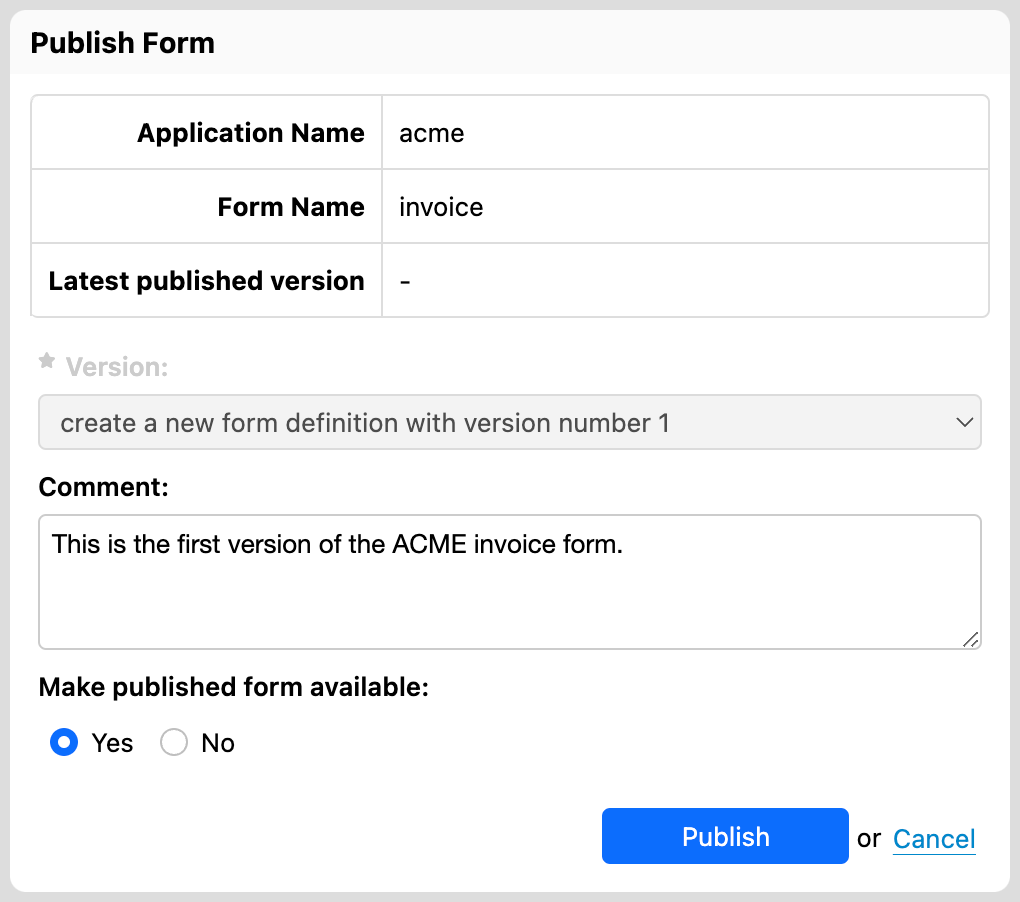 Publish Form
Application Name acme
Form Name invoice
Latest published version -
* Version:
create a new form definition with version number 1
Comment:
This is the first version of the ACME invoice form.
Make published form available:
Yes No
Publish or Cancel